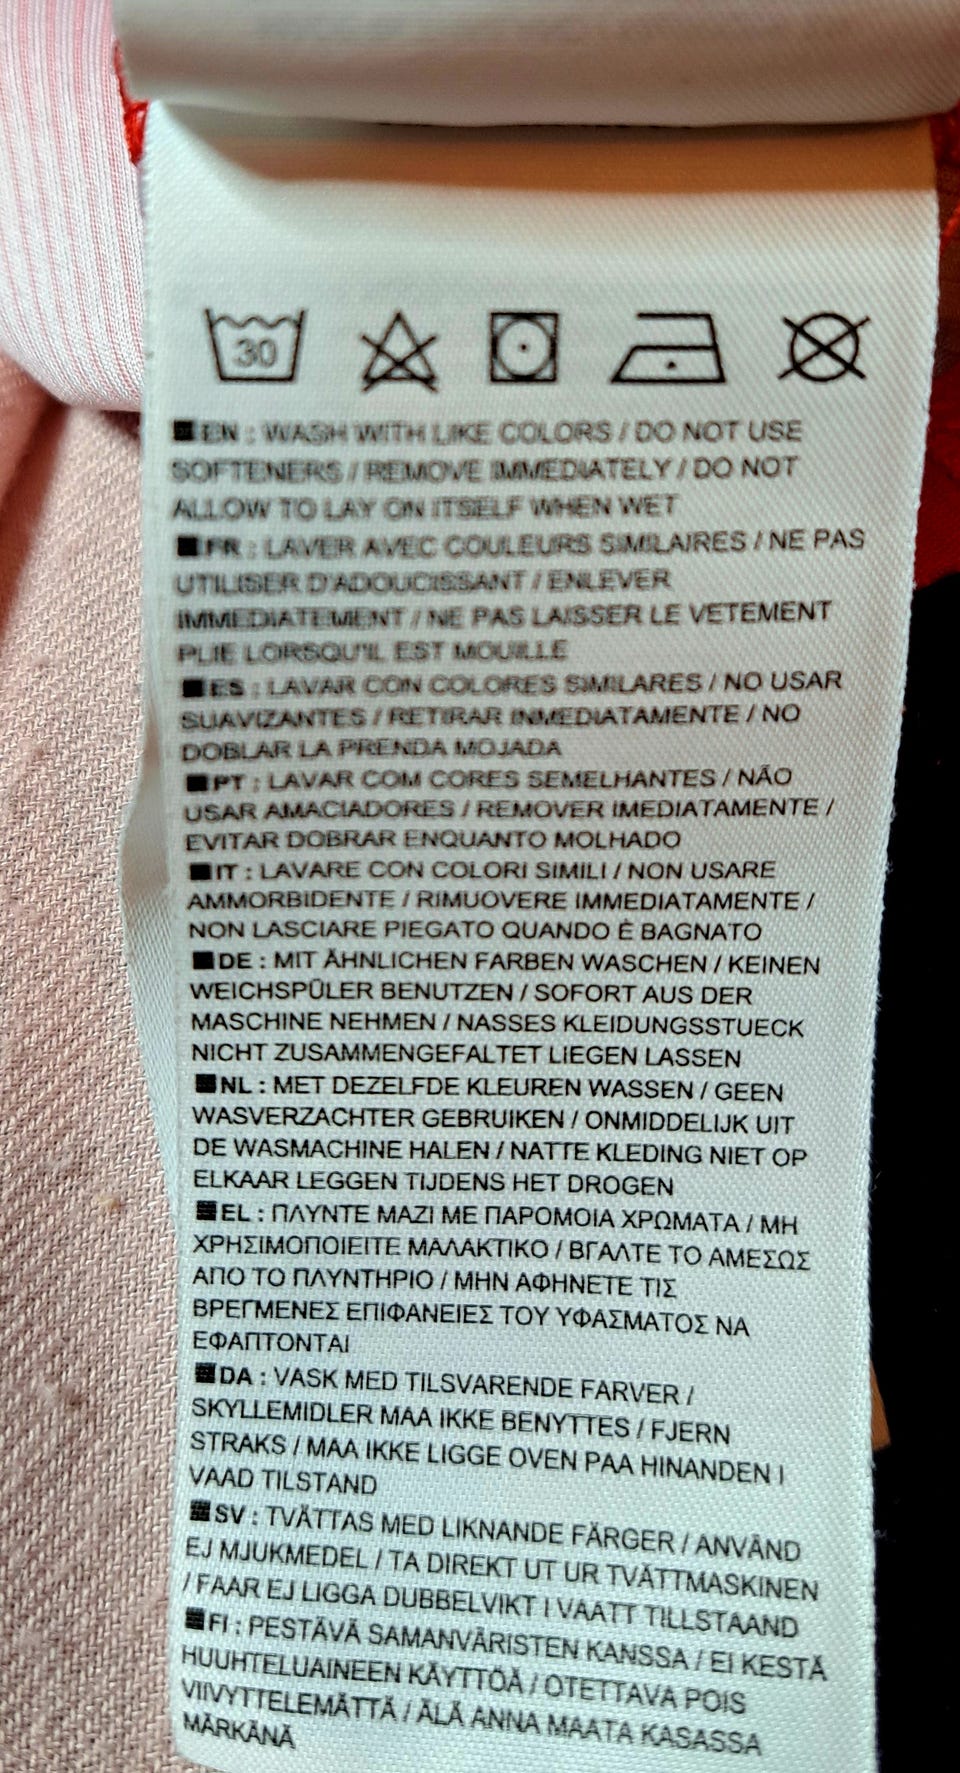 30
EN : WASH WITH LIKE COLORS / DO NOT USE
SOFTENERS / REMOVE IMMEDIATELY / DO NOT
ALLOW TO LAY ON ITSELF WHEN WET
FR : LAVER AVEC COULEURS SIMILAIRES / NE PAS
UTILISER D'ADOUCISSANT / ENLEVER
IMMEDIATEMENT / NE PAS LAISSER LE VETEMENT
PLIE LORSQU'IL EST MOUILLE
ES : LAVAR CON COLORES SIMILARES / NO USAR
SUAVIZANTES / RETIRAR INMEDIATAMENTE / NO
DOBLAR LA PRENDA MOJADA
PT : LAVAR COM CORES SEMELHANTES / NÃO
USAR AMACIADORES / REMOVER IMEDIATAMENTE /
EVITAR DOBRAR ENQUANTO MOLHADO
IT : LAVARE CON COLORI SIMILI / NON USARE
AMMORBIDENTE / RIMUOVERE IMMEDIATAMENTE /
NON LASCIARE PIEGATO QUANDO È BAGNATO
DE : MIT ÄHNLICHEN FARBEN WASCHEN / KEINEN
WEICHSPÜLER BENUTZEN / SOFORT AUS DER
MASCHINE NEHMEN / NASSES KLEIDUNGSSTUECK
NICHT ZUSAMMENGEFALTET LIEGEN LASSEN
NL : MET DEZELFDE KLEUREN WASSEN / GEEN
WASVERZACHTER GEBRUIKEN / ONMIDDELIJK UIT
DE WASMACHINE HALEN / NATTE KLEDING NIET OP
ELKAAR LEGGEN TIJDENS HET DROGEN
EL : ΠΛΥΝΤΕ ΜΑΖΙ ΜΕ ΠΑΡΟΜΟΙΑ ΧΡΩΜΑΤΑ / ΜΗ
ΧΡΗΣΙΜΟΠΟΙΕΙΤΕ ΜΑΛΑΚΤΙΚΟ / ΒΓΑΛΤΕ ΤΟ ΑΜΕΣΩΣ
ΑΠΟ ΤΟ ΠΛΥΝΤΗΡΙΟ / ΜΗΝ ΑΦΗΝΕΤΕ ΤΙΣ
ΒΡΕΓΜΕΝΕΣ ΕΠΙΦΑΝΕΙΕΣ ΤΟΥ ΥΦΑΣΜΑΤΟΣ ΝΑ
ΕΦΑΠΤΟΝΤΑΙ
DA : VASK MED TILSVARENDE FARVER /
SKYLLEMIDLER MAA IKKE BENYTTES / FJERN
STRAKS / MAA IKKE LIGGE OVEN PAA HINANDEN I
VAAD TILSTAND
SV : TVÄTTAS MED LIKNANDE FÄRGER / ANVÄND
EJ MJUKMEDEL / TA DIREKT UT UR TVÄTTMASKINEN
/ FAAR EJ LIGGA DUBBELVIKT I VAATT TILLSTAAND
FI : PESTÄVÄ SAMANVÄRISTEN KANSSA / EI KESTÄ
HUUHTELUAINEEN KÄYTTÖÄ / OTETTAVA POIS
VIIVYTTELEMÄTTÄ / ÄLÄ ANNA MAATA KASASSA
MÄRKÄNÄ